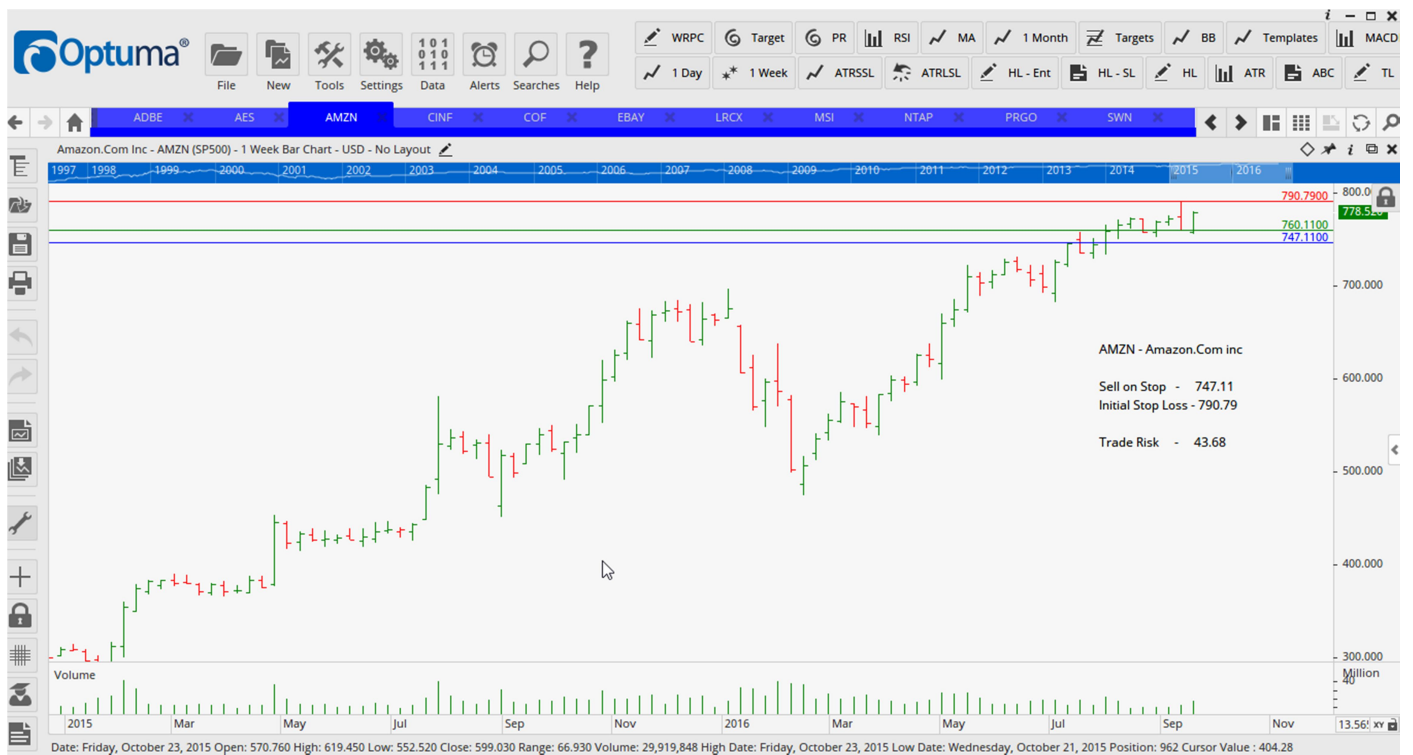 i
Optuma®
File New Tools Settings Data Alerts Searches Help
101
010
111
WRPC Target PR RSI MA 1 Month Targets BB Templates MACD
1 Day 1 Week ATRSSL ATRLSL HL - Ent HL - SL HL ATR ABC TL
ADBE AES AMZN CINF COF EBAY LRCX MSI NTAP PRGO SWN
Amazon.Com Inc - AMZN (SP500) - 1 Week Bar Chart - USD - No Layout
1997 1998 1999 2000 2001 2002 2003 2004 2005 2006 2007 2008 2009 2010 2011 2012 2013 2014 2015 2016
790.7900
800.0
778.520
760.1100
747.1100
700.000
AMZN - Amazon.Com inc
600.000
Sell on Stop - 747.11
Initial Stop Loss - 790.79
Trade Risk - 43.68
500.000
400.000
300.000
Volume
Million
40
2015 Mar May Jul Sep Nov 2016 Mar May Jul Sep Nov 13.565 XY
Date: Friday, October 23, 2015 Open: 570.760 High: 619.450 Low: 552.520 Close: 599.030 Range: 66.930 Volume: 29,919,848 High Date: Friday, October 23, 2015 Low Date: Wednesday, October 21, 2015 Position: 962 Cursor Value : 404.28